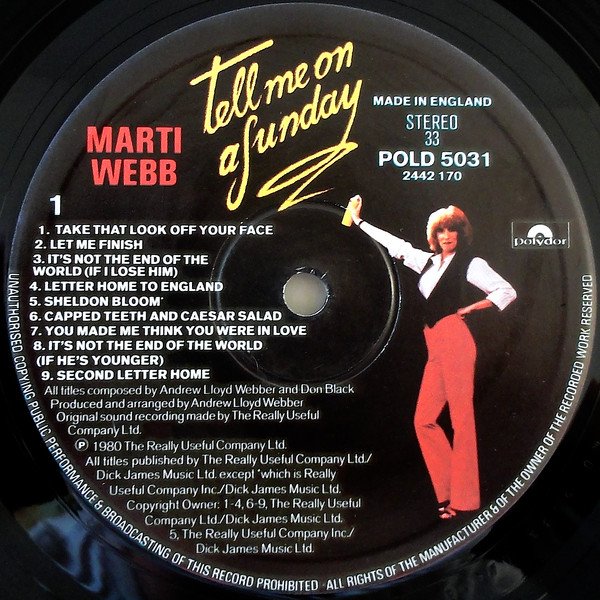 tell me on
a Sunday
MARTI
WEBB
MADE IN ENGLAND
STEREO
33
POLD 5031
2442 170
polydor
1
1. TAKE THAT LOOK OFF YOUR FACE
2. LET ME FINISH
3. IT'S NOT THE END OF THE
WORLD (IF I LOSE HIM)
4. LETTER HOME TO ENGLAND
5. SHELDON BLOOM'
6. CAPPED TEETH AND CAESAR SALAD
7. YOU MADE ME THINK YOU WERE IN LOVE
8. IT'S NOT THE END OF THE WORLD
(IF HE'S YOUNGER)
9. SECOND LETTER HOME
All titles composed by Andrew Lloyd Webber and Don Black
Produced and arranged by Andrew Lloyd Webber
Original sound recording made by The Really Useful
Company Ltd.
℗ 1980 The Really Useful Company Ltd.
All titles published by The Really Useful Company Ltd./
Dick James Music Ltd. except 'which is Really
Useful Company Inc./Dick James Music Ltd.
Copyright Owner: 1-4, 6-9, The Really Useful
Company Ltd./Dick James Music Ltd.
5, The Really Useful Company Inc./
Dick James Music Ltd.
UNAUTHORISED COPYING PUBLIC PERFORMANCE & BROADCASTING OF THIS RECORD PROHIBITED · ALL RIGHTS OF THE MANUFACTURER & OF THE OWNER OF THE RECORDED WORK RESERVED